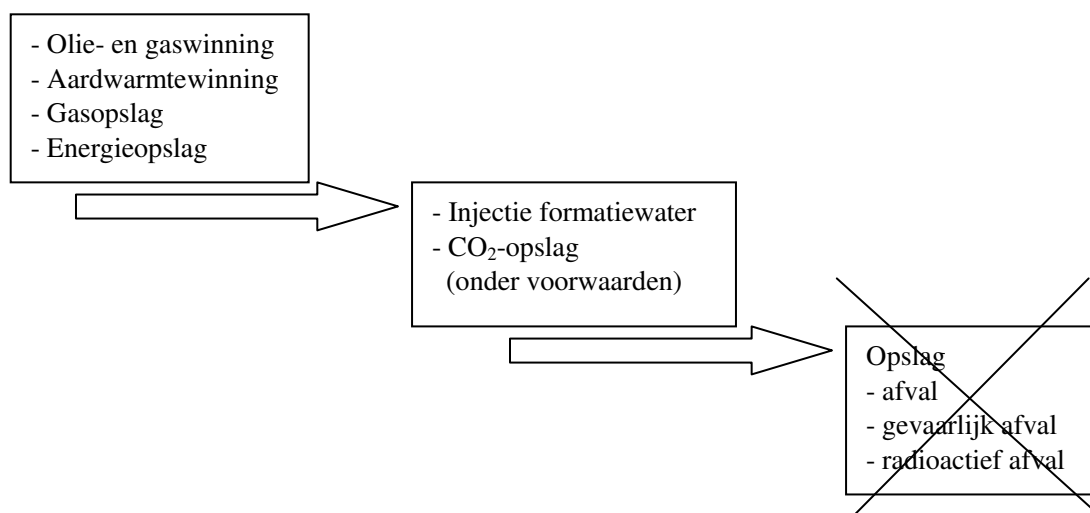 - Olie- en gaswinning
- Aardwarmtewinning
- Gasopslag
- Energieopslag
- Injectie formatiewater
- CO₂-opslag
(onder voorwaarden)
Opslag
- afval
- gevaarlijk afval
- radioactief afval